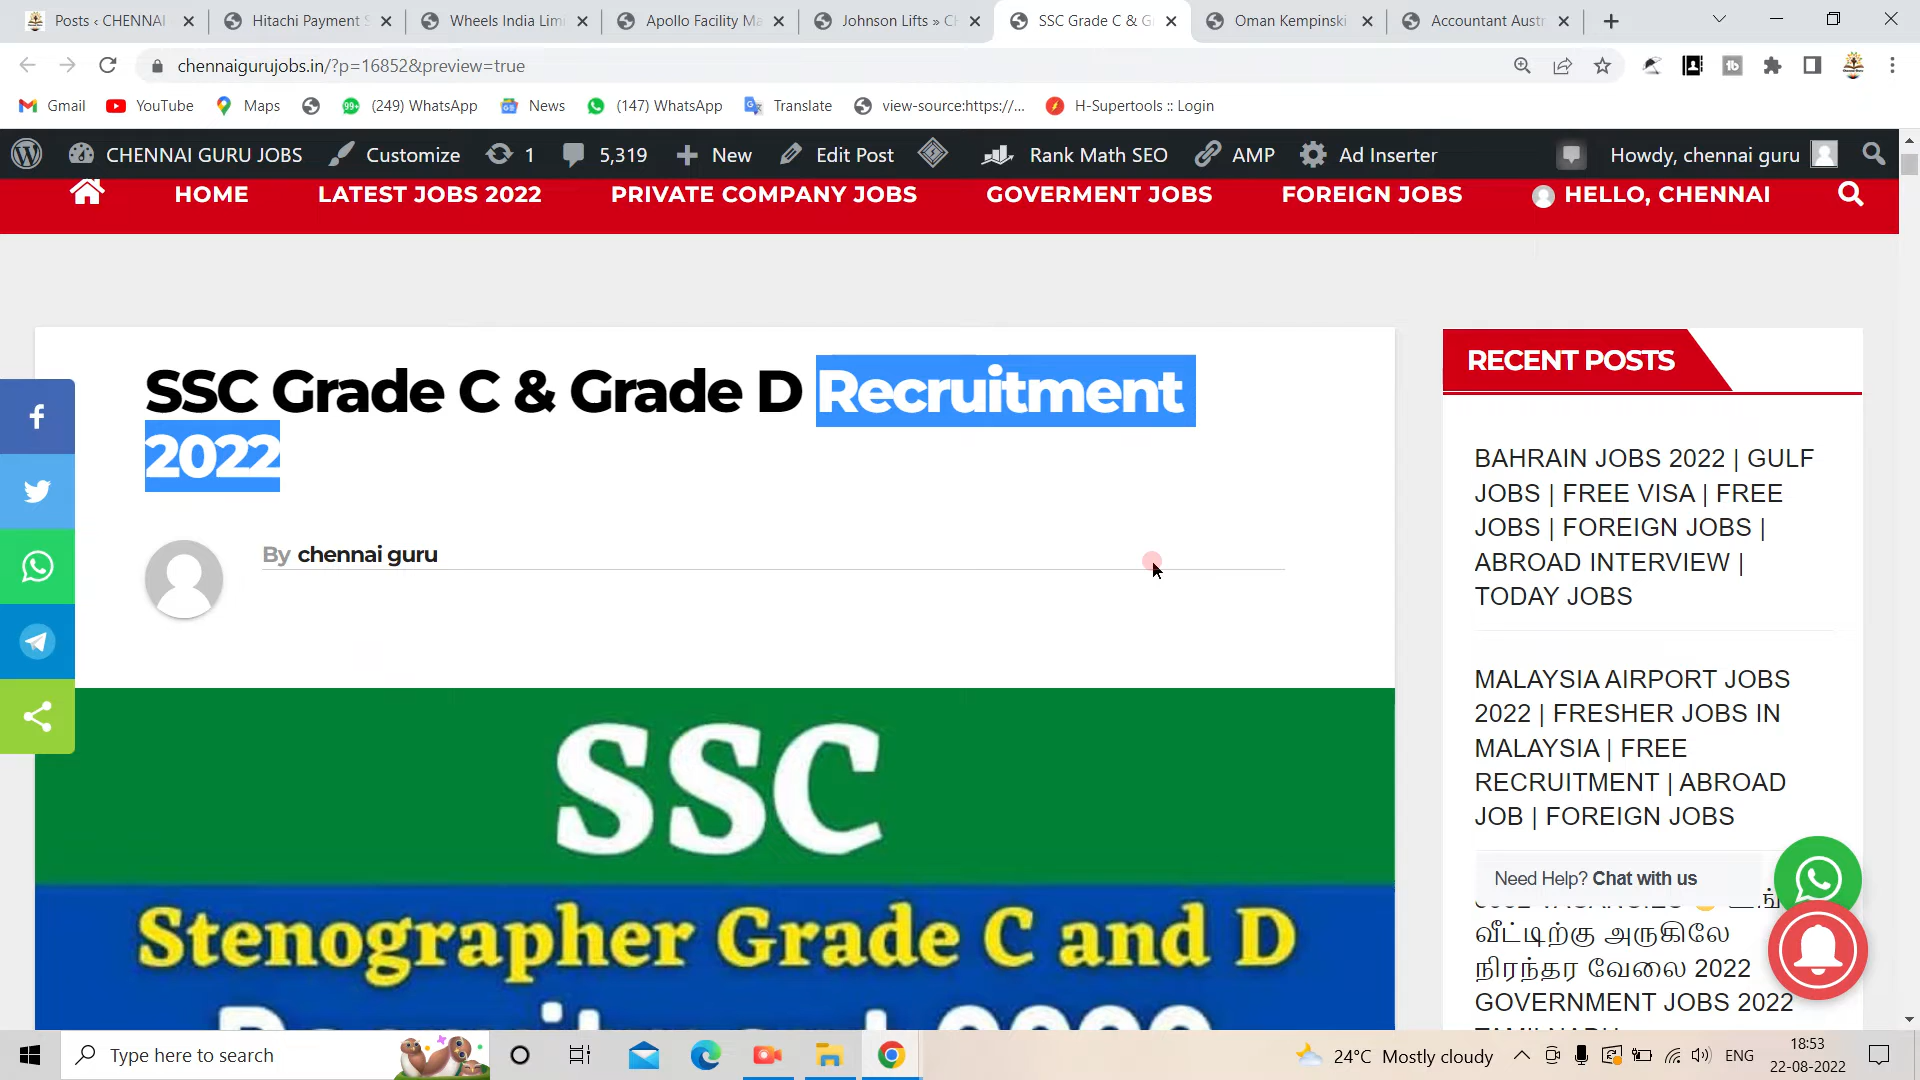 Posts ‹ CHENNAI
Hitachi Payment S
Wheels India Lim
Apollo Facility Ma
Johnson Lifts » C
SSC Grade C & G
Oman Kempinski
Accountant Austr
chennaigurujobs.in/?p=16852&preview=true
Gmail
YouTube
Maps
(249) WhatsApp
News
(147) WhatsApp
Translate
view-source:https://...
H-Supertools :: Login
CHENNAI GURU JOBS
Customize
1
5,319
New
Edit Post
Rank Math SEO
AMP
Ad Inserter
Howdy, chennai guru
HOME
LATEST JOBS 2022
PRIVATE COMPANY JOBS
GOVERMENT JOBS
FOREIGN JOBS
HELLO, CHENNAI
SSC Grade C & Grade D Recruitment
2022
By chennai guru
SSC
Stenographer Grade C and D
Recruitment 2022
RECENT POSTS
BAHRAIN JOBS 2022 | GULF
JOBS | FREE VISA | FREE
JOBS | FOREIGN JOBS |
ABROAD INTERVIEW |
TODAY JOBS
MALAYSIA AIRPORT JOBS
2022 | FRESHER JOBS IN
MALAYSIA | FREE
RECRUITMENT | ABROAD
JOB | FOREIGN JOBS
Need Help? Chat with us
வீட்டிற்கு அருகிலே
நிரந்தர வேலை 2022
GOVERNMENT JOBS 2022
TAMILNADU
Type here to search
24°C Mostly cloudy
ENG
18:53
22-08-2022